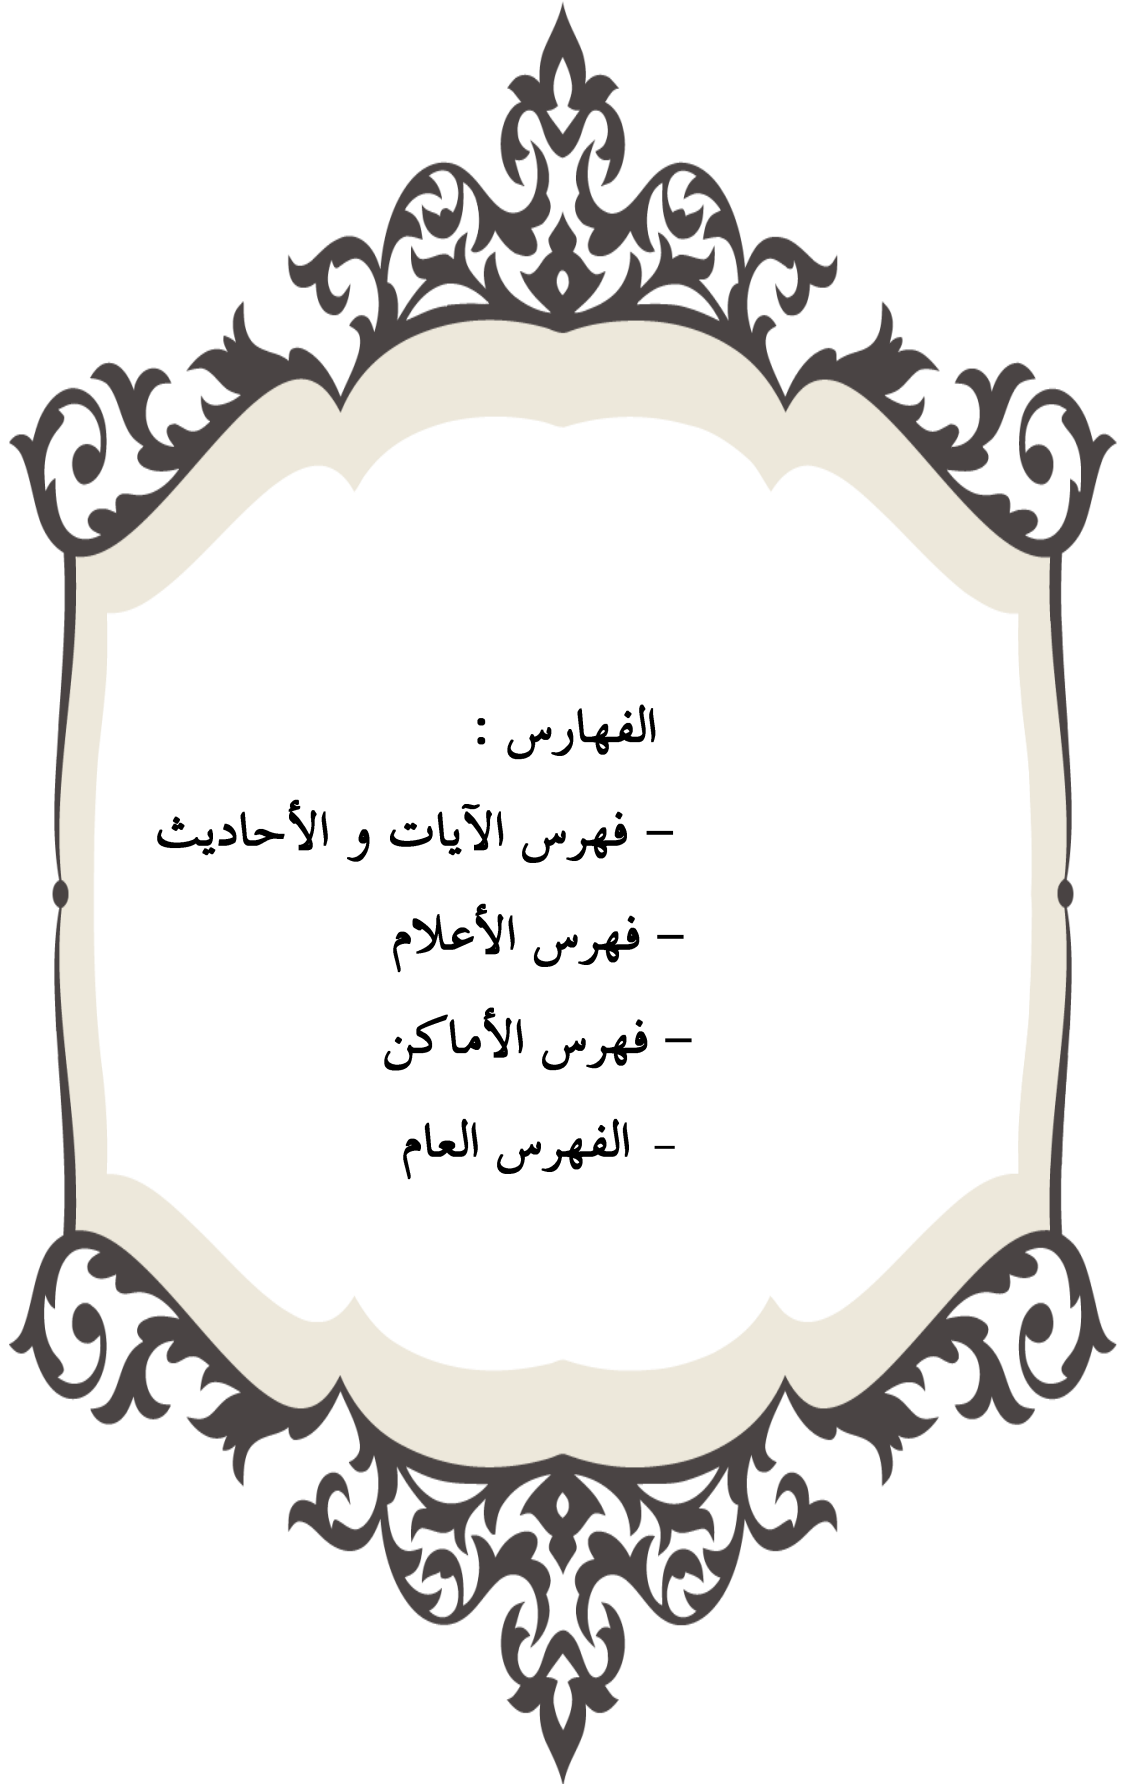 الفهارس :
– فهرس الآيات و الأحاديث
– فهرس الأعلام
– فهرس الأماكن
- الفهرس العام